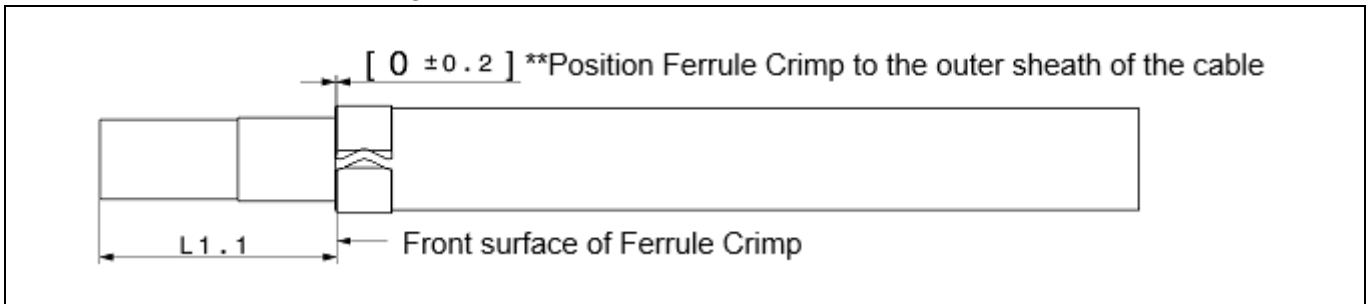 [ 0 ±0.2 ] **Position Ferrule Crimp to the outer sheath of the cable
L1.1
Front surface of Ferrule Crimp